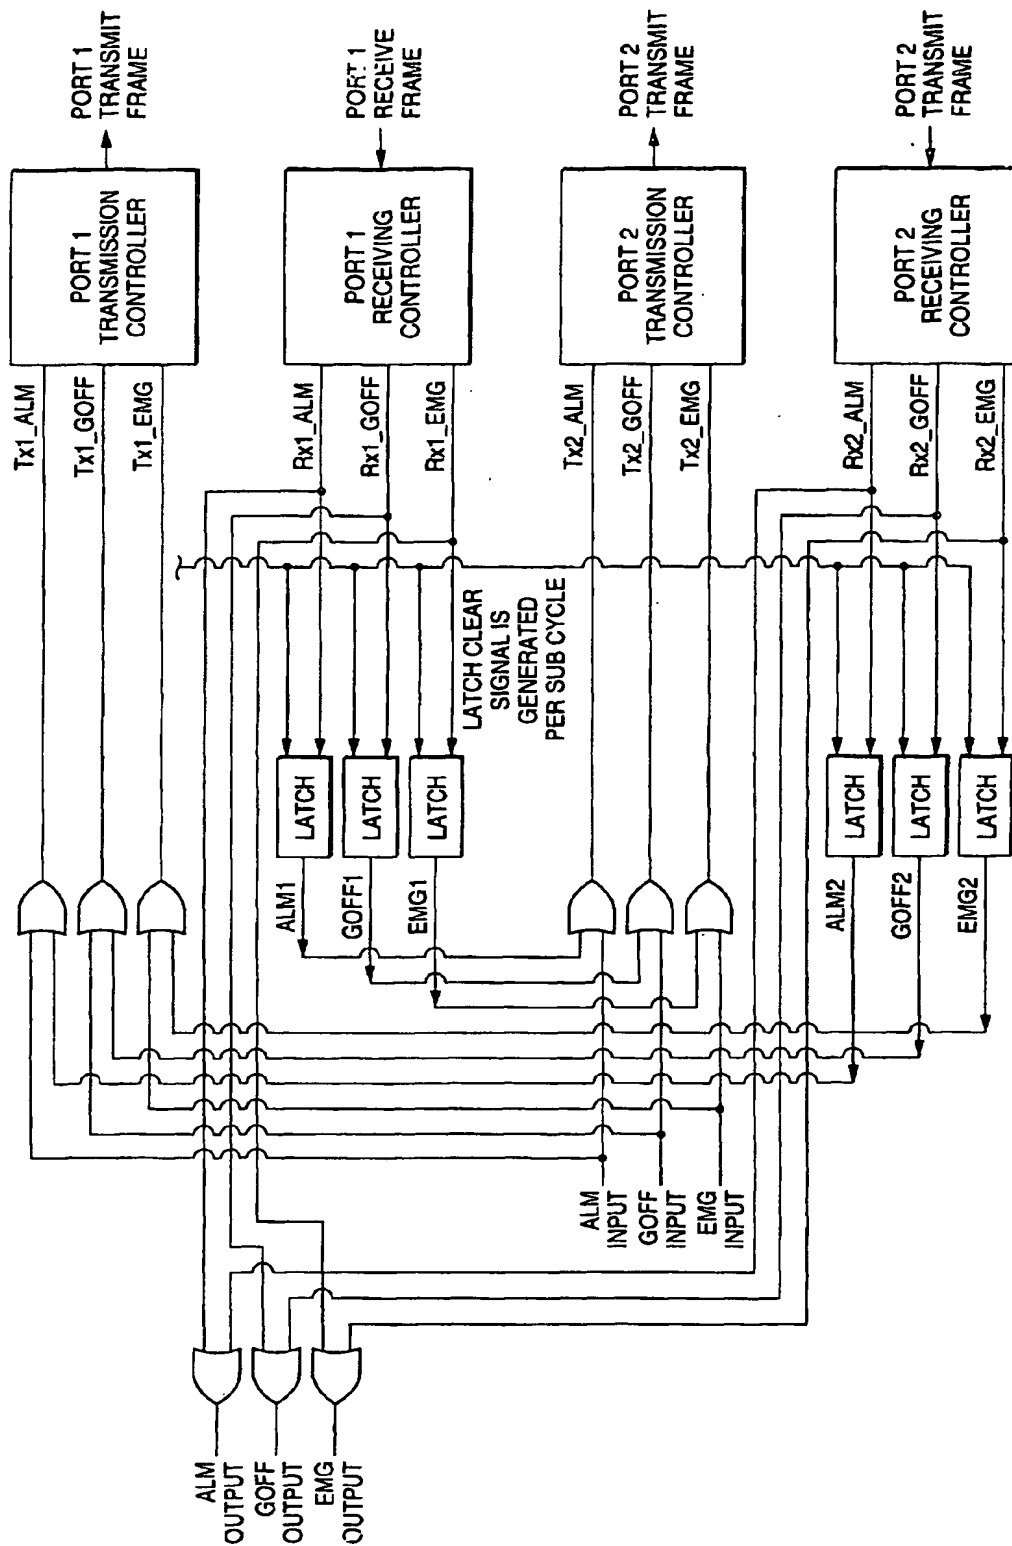 PORT 1
TRANSMIT
FRAME
PORT 1
RECEIVE
FRAME
PORT 2
TRANSMIT
FRAME
PORT 2
TRANSMIT
FRAME
PORT 1
TRANSMISSION
CONTROLLER
PORT 1
RECEIVING
CONTROLLER
PORT 2
TRANSMISSION
CONTROLLER
PORT 2
RECEIVING
CONTROLLER
Tx1_ALM
Tx1_GOFF
Tx1_EMG
Rx1_ALM
Rx1_GOFF
Rx1_EMG
Tx2_ALM
Tx2_GOFF
Tx2_EMG
Rx2_ALM
Rx2_GOFF
Rx2_EMG
LATCH CLEAR
SIGNAL IS
GENERATED
PER SUB CYCLE
LATCH
LATCH
LATCH
LATCH
LATCH
LATCH
ALM1
GOFF1
EMG1
ALM2
GOFF2
EMG2
ALM
INPUT
GOFF
INPUT
EMG
INPUT
ALM
OUTPUT
GOFF
OUTPUT
EMG
OUTPUT